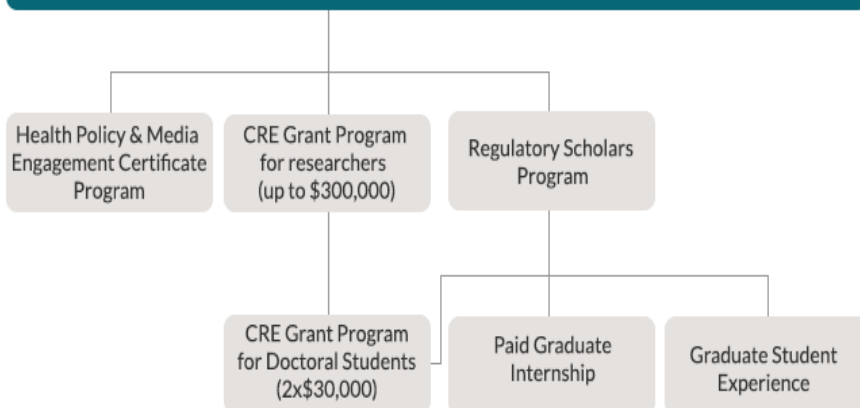 Health Policy & Media
Engagement Certificate
Program
CRE Grant Program
for researchers
(up to $300,000)
Regulatory Scholars
Program
CRE Grant Program
for Doctoral Students
(2x$30,000)
Paid Graduate
Internship
Graduate Student
Experience